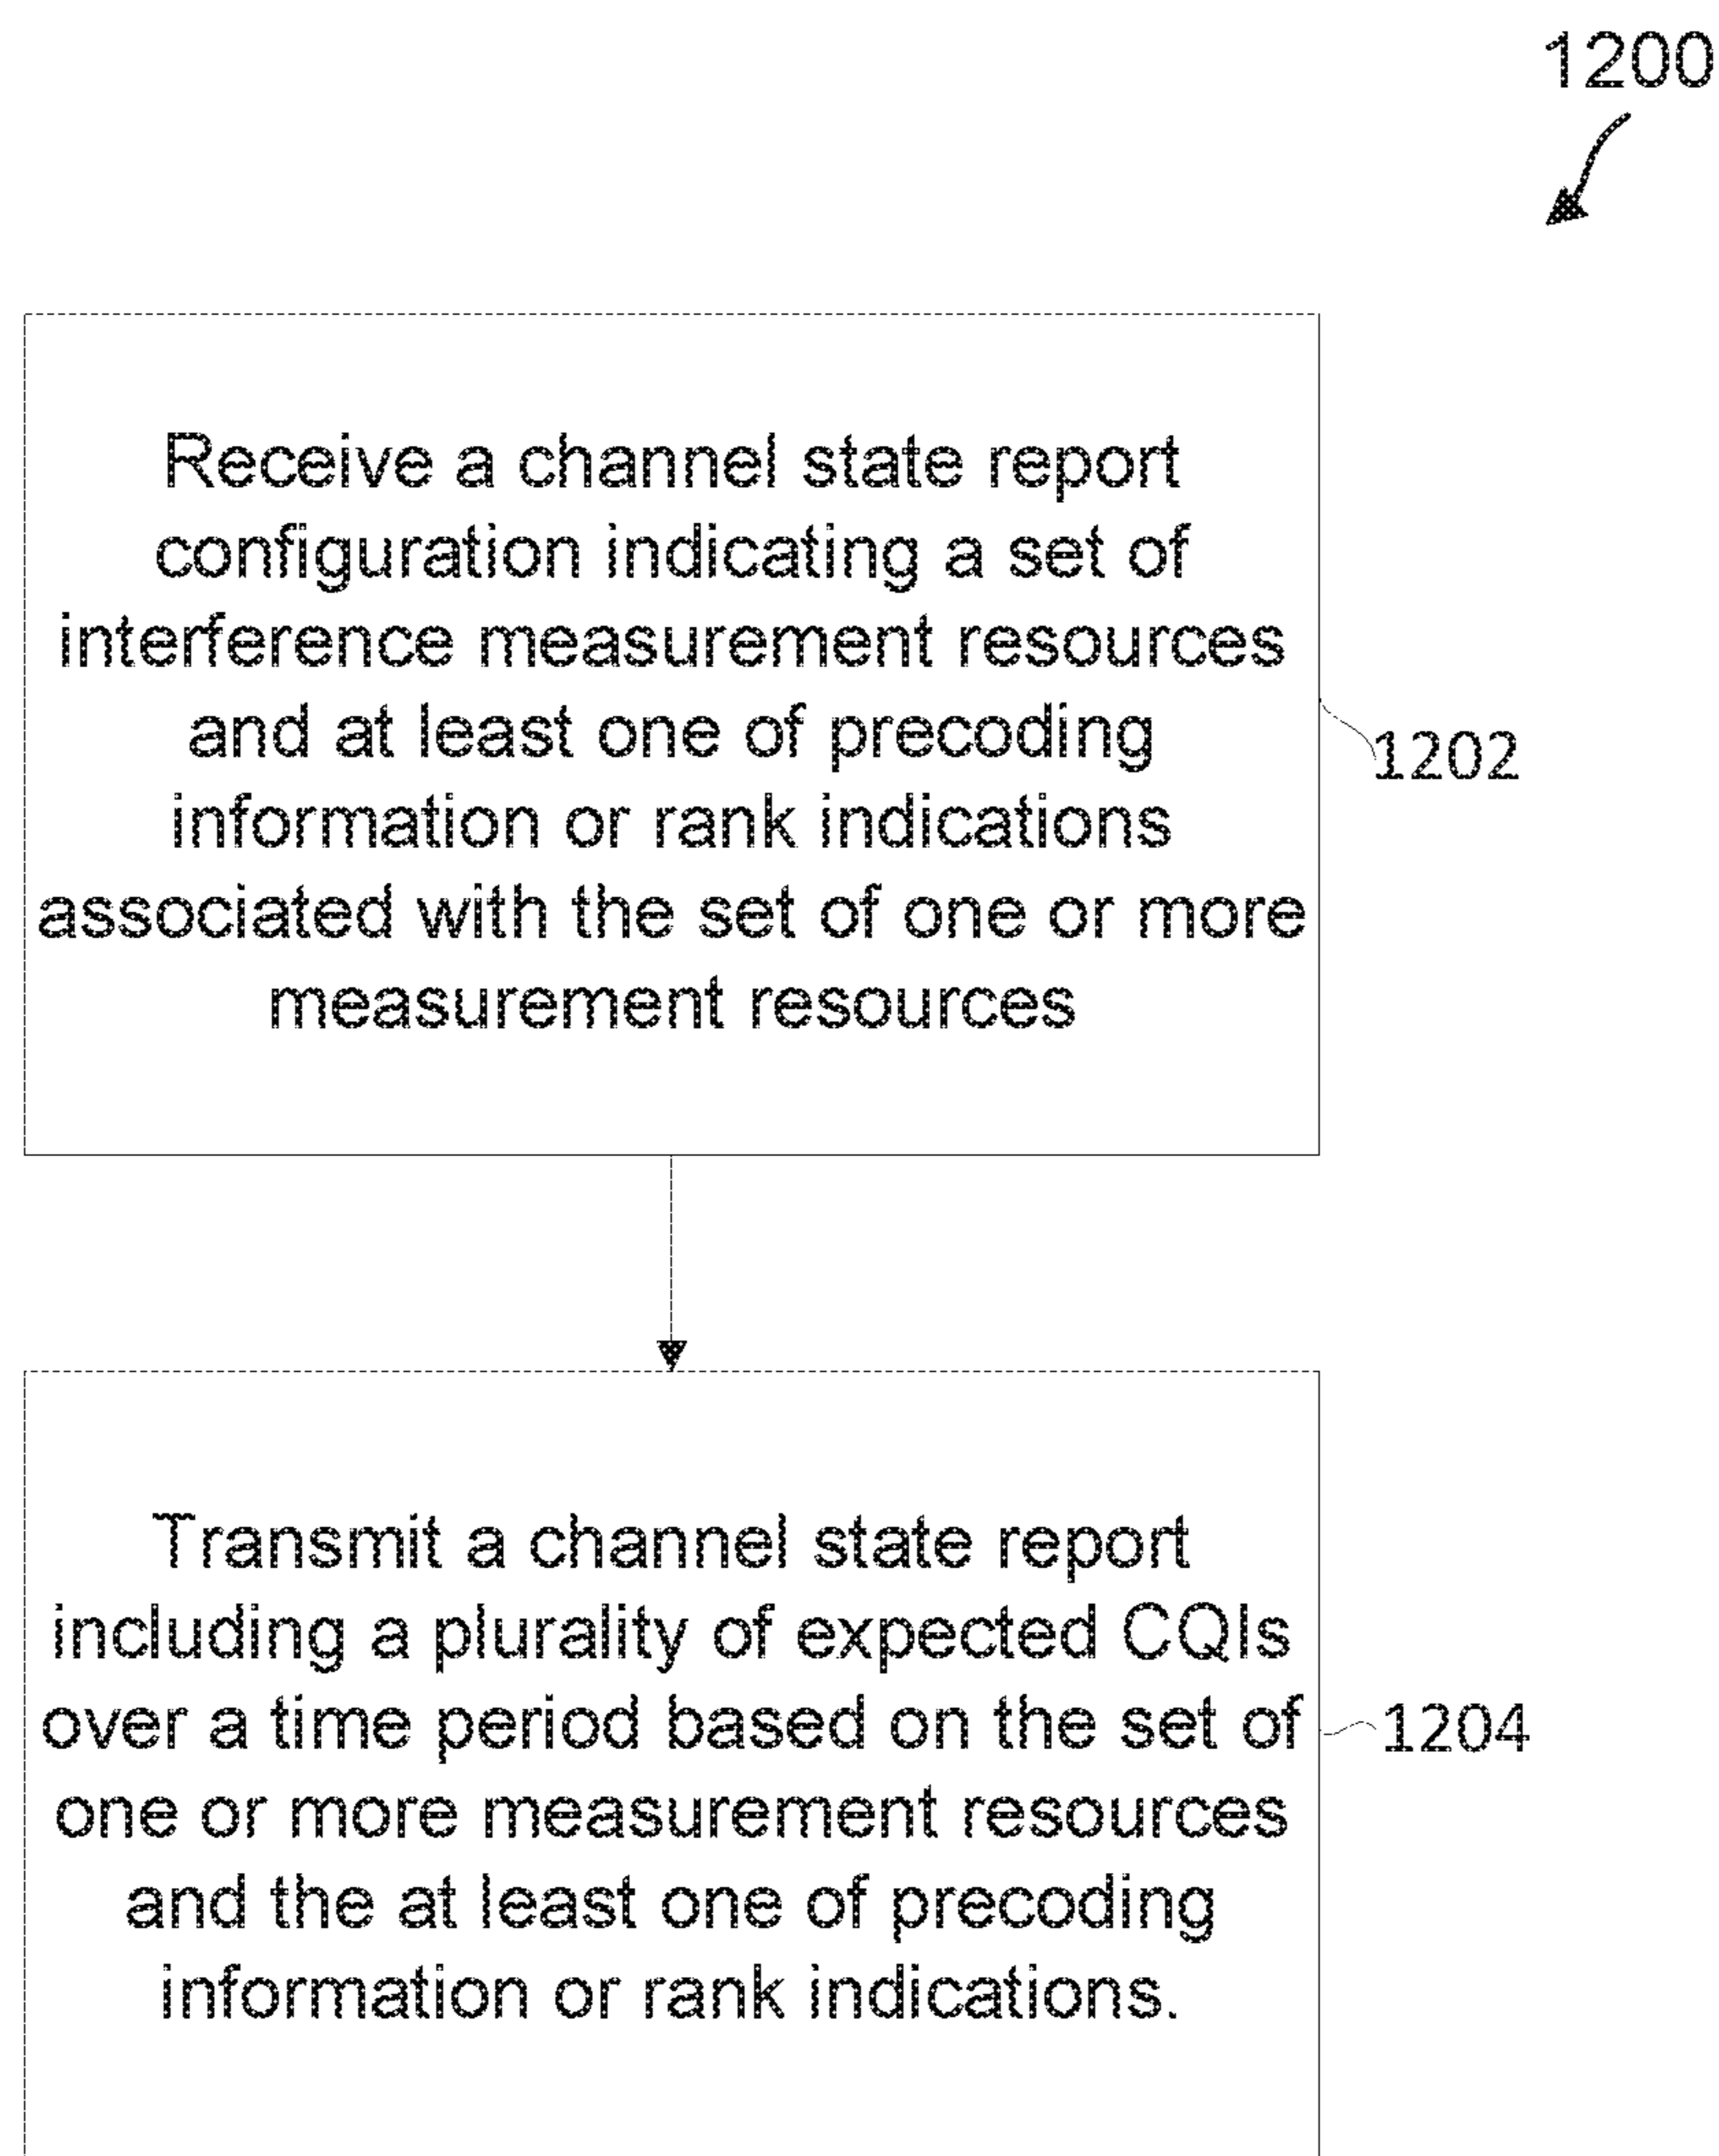 1200
Receive a channel state report
configuration indicating a set of
interference measurement resources
and at least one of precoding
information or rank indications
associated with the set of one or more
measurement resources
1202
Transmit a channel state report
including a plurality of expected CQIs
over a time period based on the set of
one or more measurement resources
and the at least one of precoding
information or rank indications.
1204